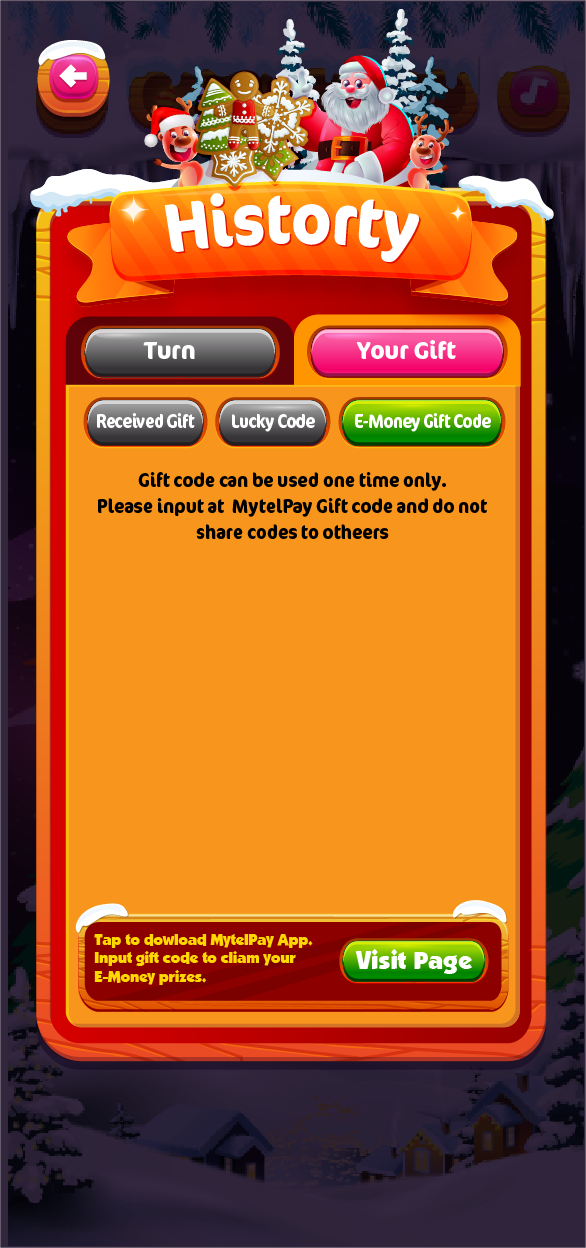 Historty
Turn
Your Gift
Received Gift
Lucky Code
E-Money Gift Code
Gift code can be used one time only.
Please input at  MytelPay Gift code and do not
share codes to otheers
Tap to dowload MytelPay App.
Input gift code to cliam your
E-Money prizes.
Visit Page